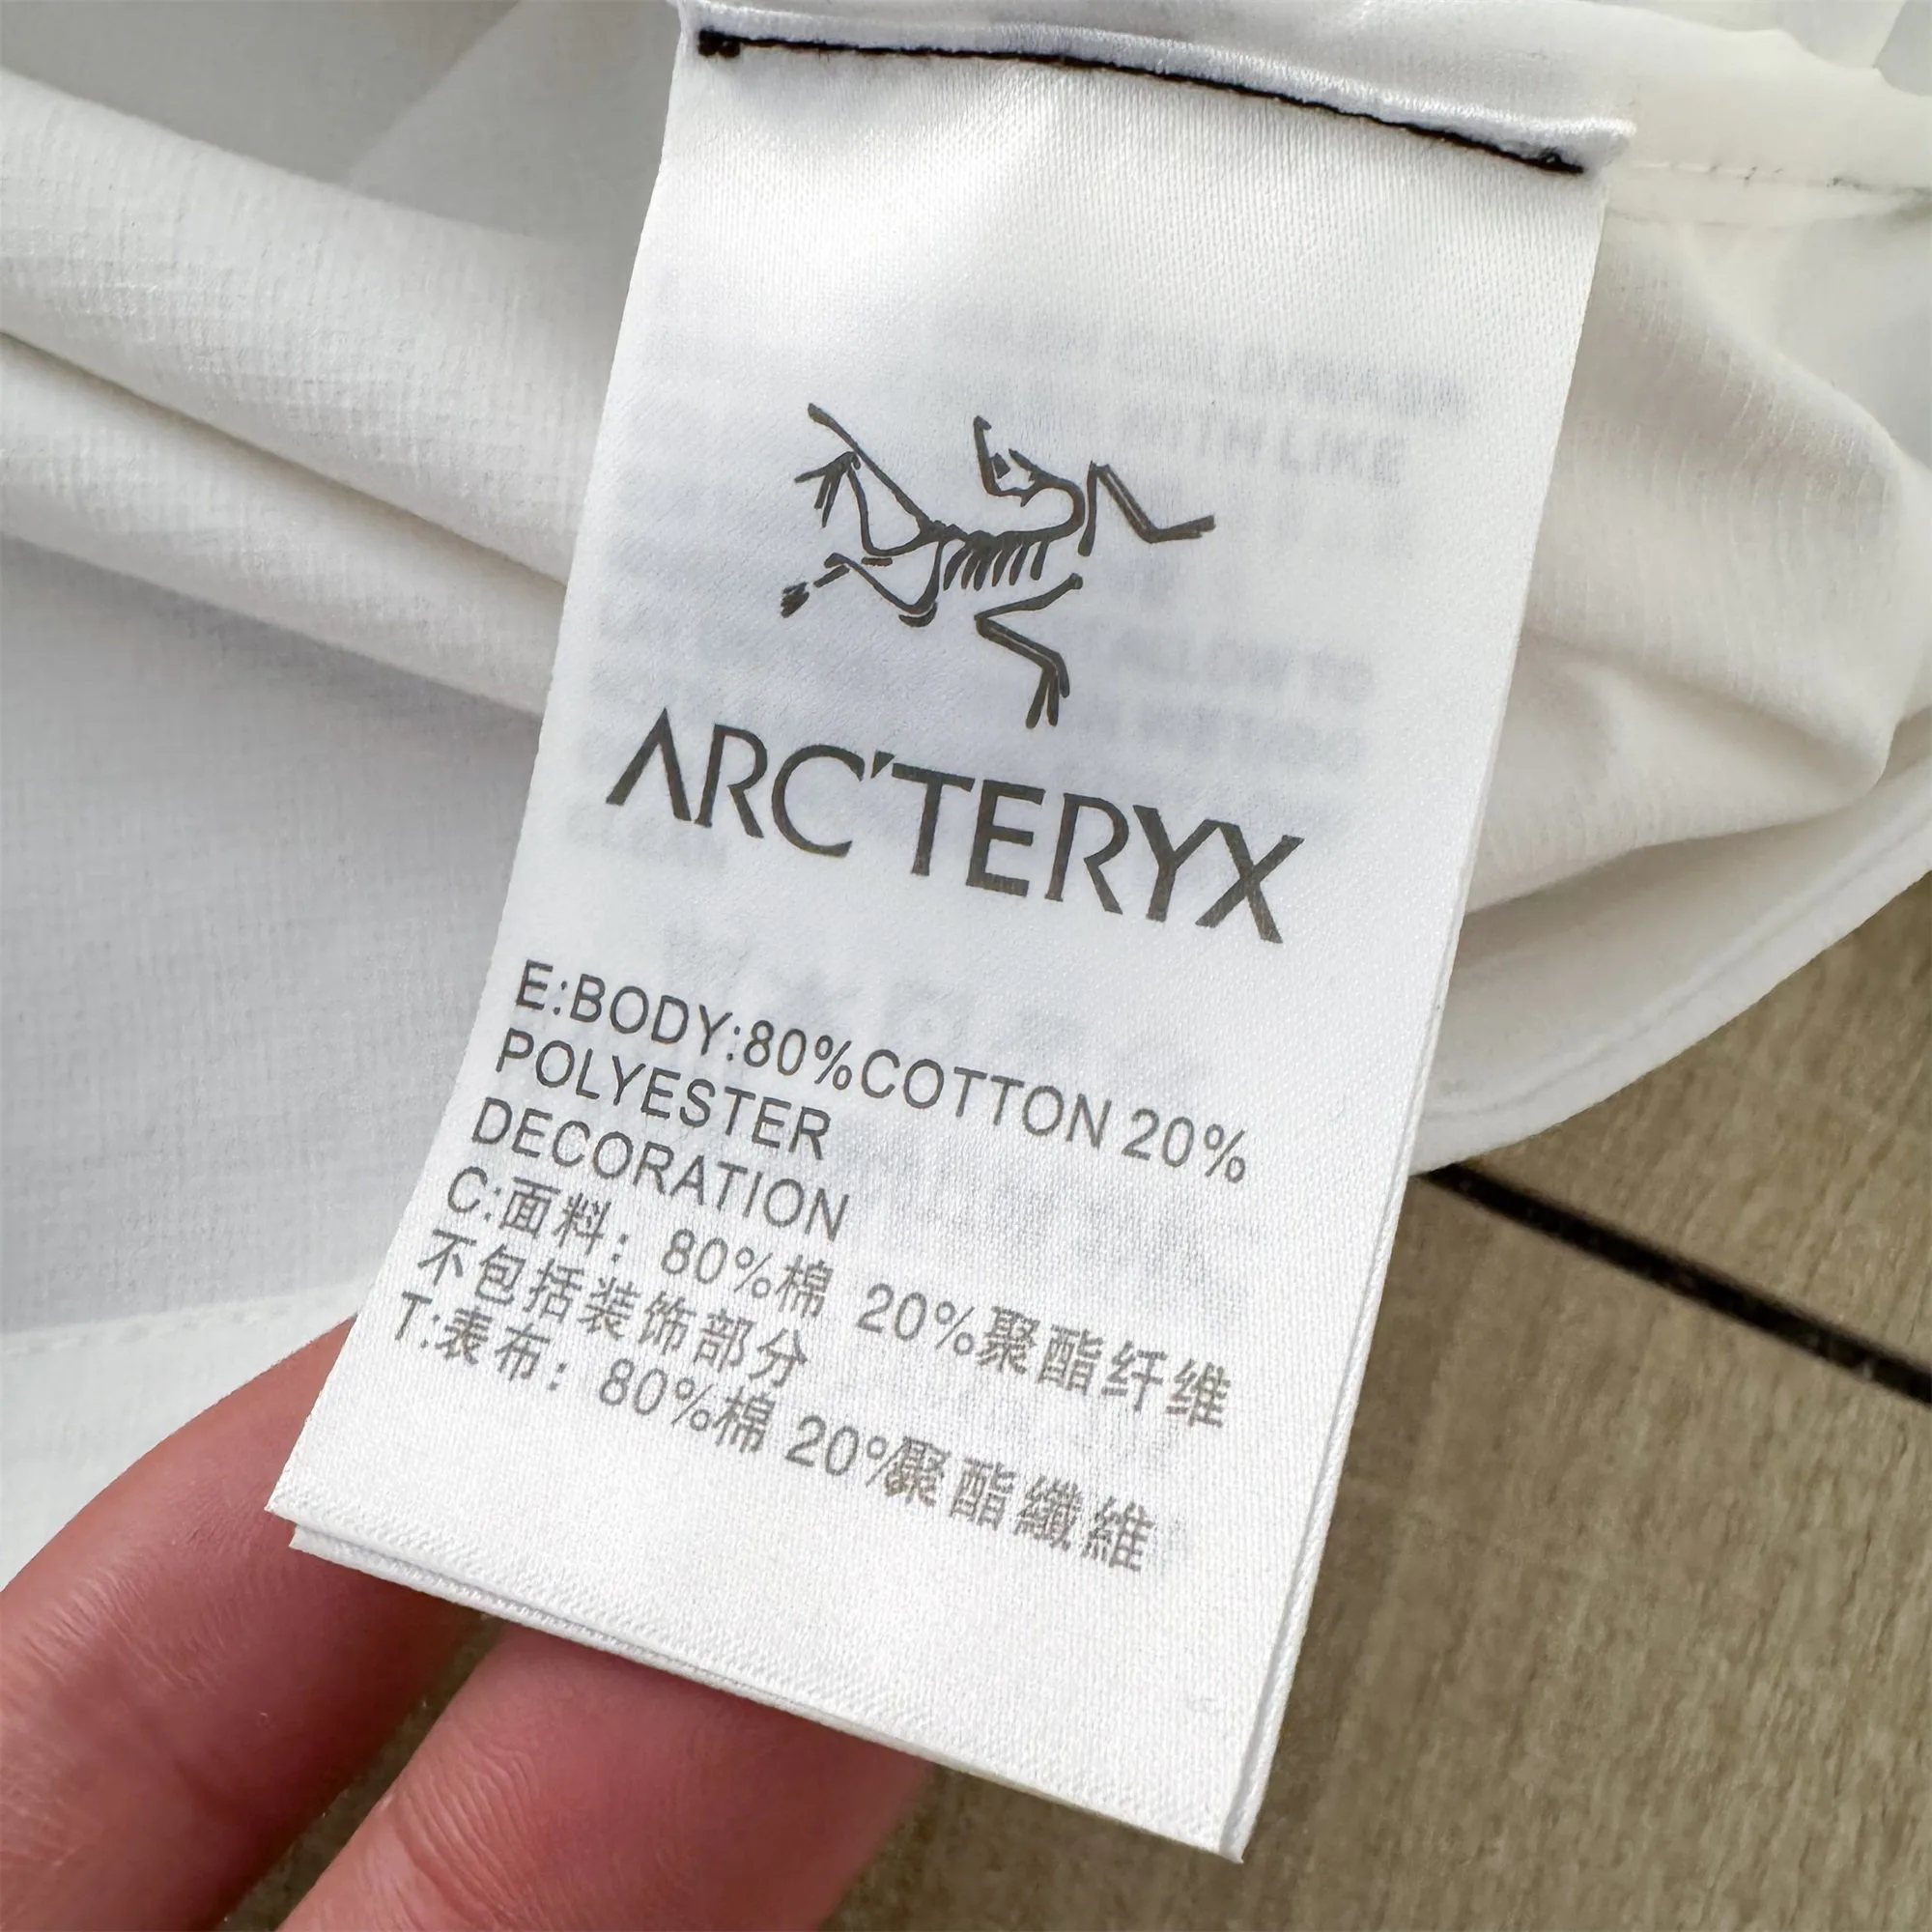 ARC'TERYX
E:BODY:80%COTTON 20%
POLYESTER
DECORATION
C:面料：80%棉 20%聚酯纤维
不包括装饰部分
T:表布：80%棉 20%聚酯纖維